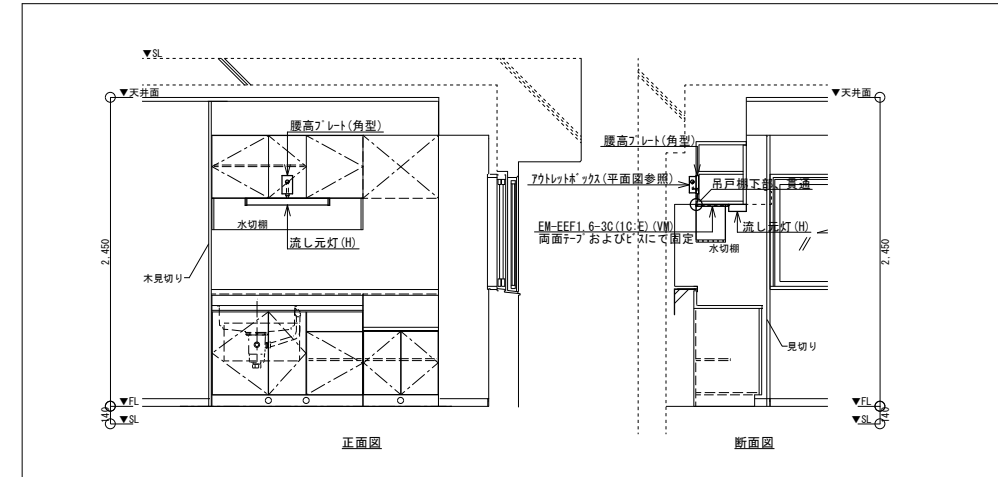 ▼SL
▼天井面
▼天井面
腰高プレート(角型)
腰高プレート(角型)
アウトレットボックス(平面図参照)
吊戸棚下部へ貫通
水切棚
流し元灯(H)
EM-EEF1.6-3C(1C:E)(VM)
両面テープおよびビスにて固定
流し元灯(H)
水切棚
2,450
2,450
木見切り
見切り
▼FL
▼FL
140
140
▼SL
▼SL
正面図
断面図